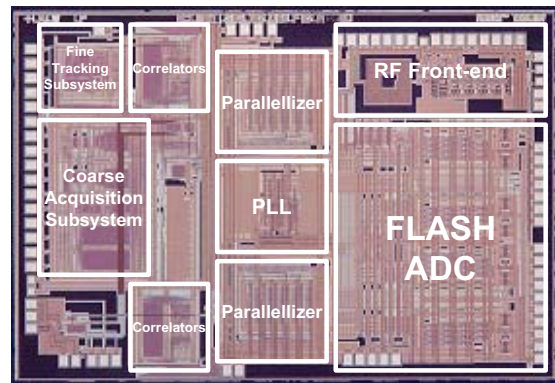 Fine
Tracking
Subsystem
Correlators
Parallellizer
RF Front-end
Coarse
Acquisition
Subsystem
PLL
FLASH
ADC
Correlators
Parallellizer